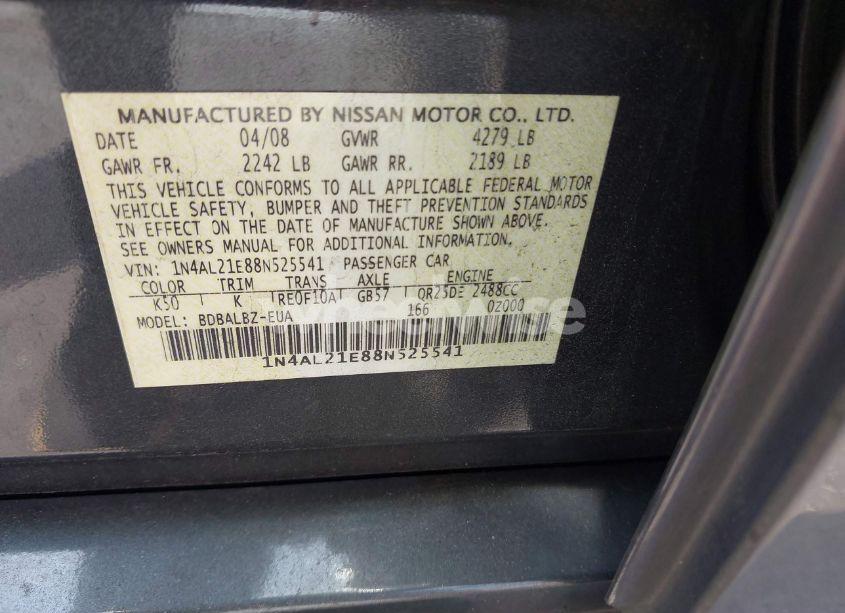 MANUFACTURED BY NISSAN MOTOR CO., LTD.
DATE 04/08 GVWR 4279 LB
GAWR FR. 2242 LB GAWR RR. 2189 LB
THIS VEHICLE CONFORMS TO ALL APPLICABLE FEDERAL MOTOR
VEHICLE SAFETY, BUMPER AND THEFT PREVENTION STANDARDS
IN EFFECT ON THE DATE OF MANUFACTURE SHOWN ABOVE.
SEE OWNERS MANUAL FOR ADDITIONAL INFORMATION.
VIN: 1N4AL21E88N525541 PASSENGER CAR
COLOR TRIM TRANS AXLE ENGINE
K50 K RE0F10A GB57 QR25DE 2488CC
MODEL: BDBALBZ-EUA 166 0Z000
1N4AL21E88N525541